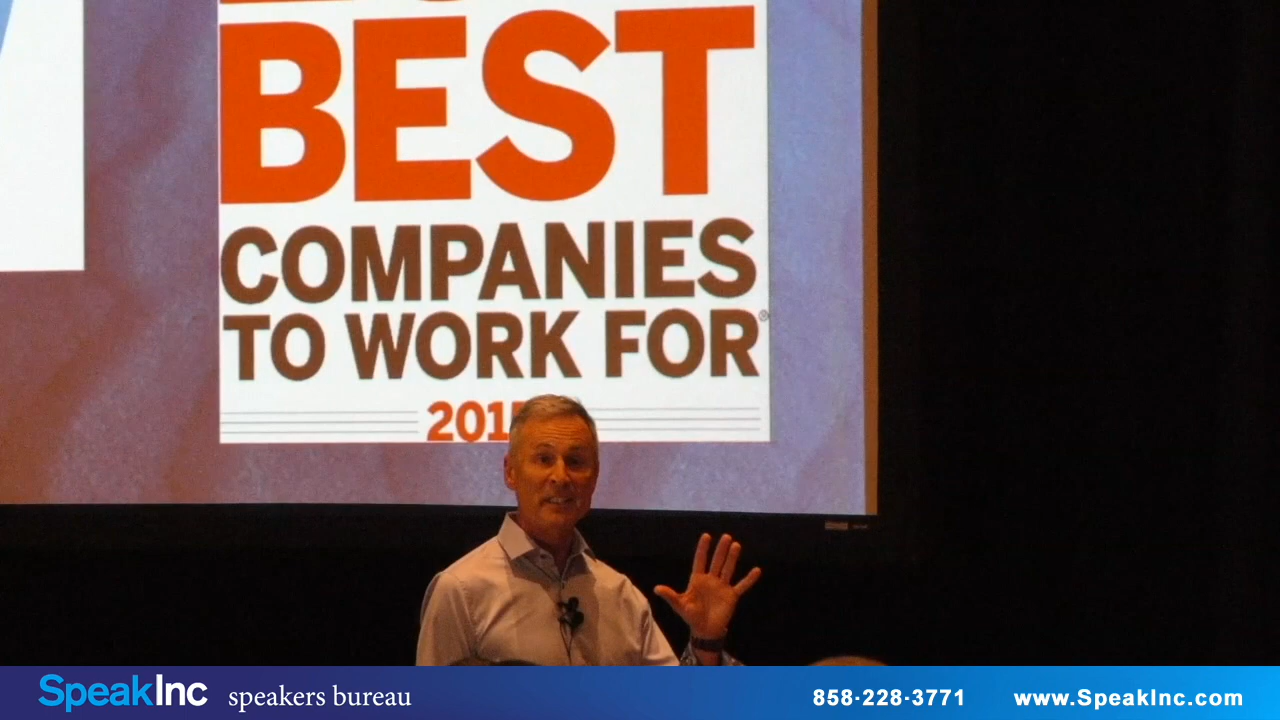 BEST
COMPANIES
TO WORK FOR®
SpeakInc speakers bureau
858-228-3771
www.SpeakInc.com